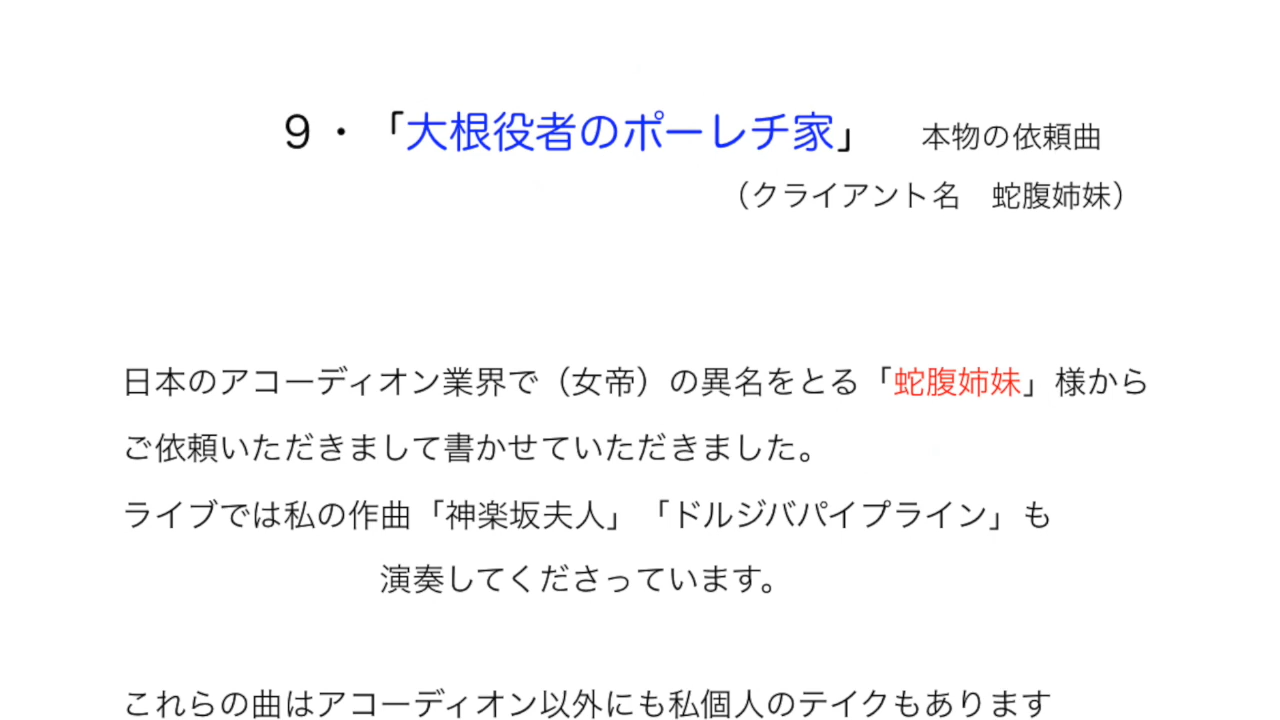 ９・「大根役者のポーレチ家」　本物の依頼曲
（クライアント名　蛇腹姉妹）
日本のアコーディオン業界で（女帝）の異名をとる「蛇腹姉妹」様から
ご依頼いただきまして書かせていただきました。
ライブでは私の作曲「神楽坂夫人」「ドルジバパイプライン」も
演奏してくださっています。
これらの曲はアコーディオン以外にも私個人のテイクもあります